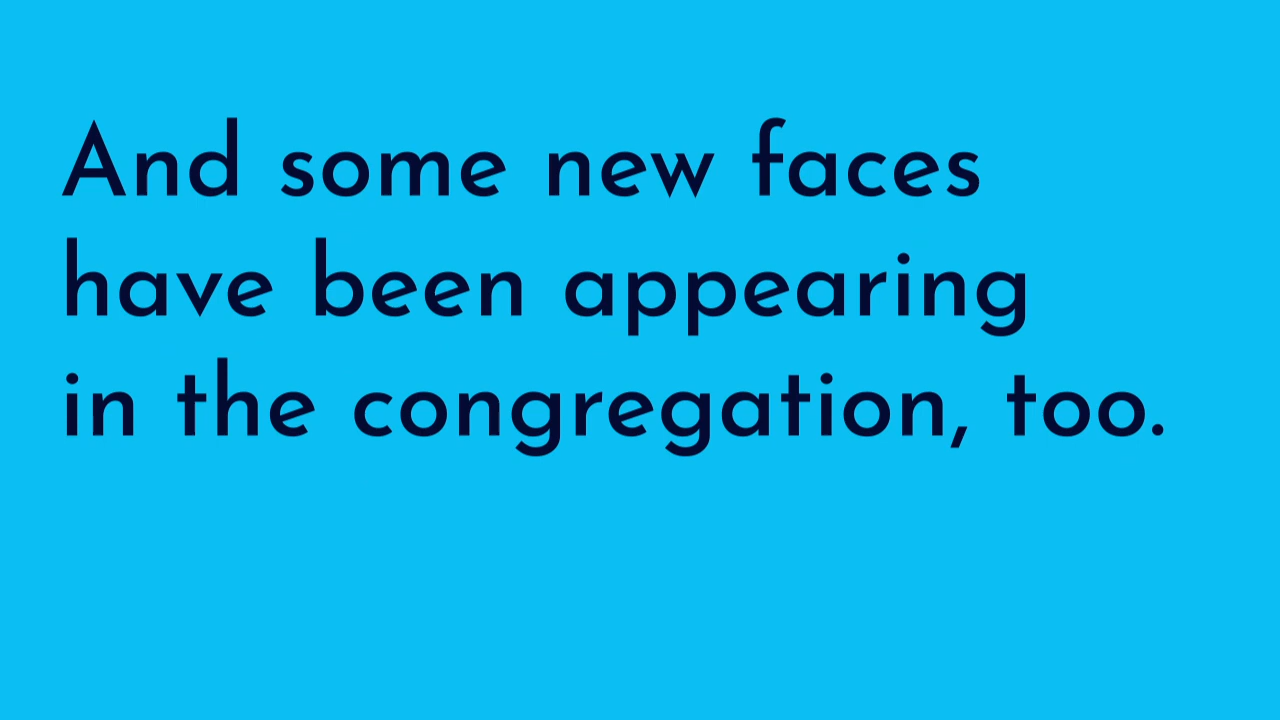 And some new faces
have been appearing
in the congregation, too.